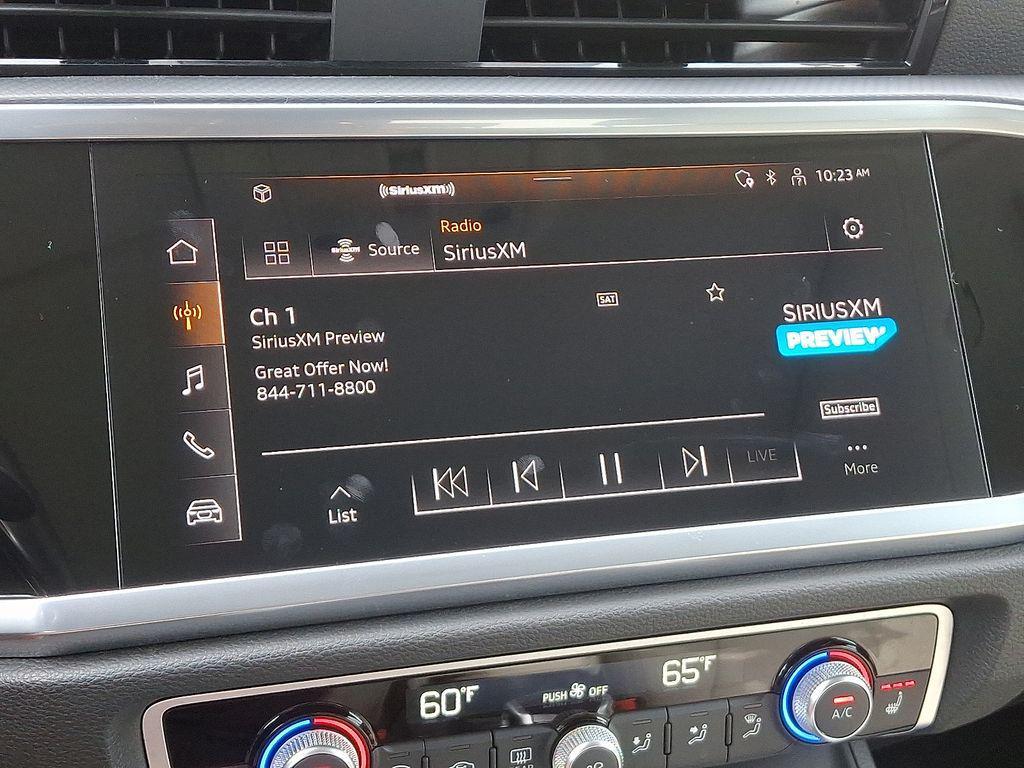 ((SiriusXM))
10:23 AM
SiriusXM
Source
Radio
SiriusXM
Ch 1
SAT
SIRIUSXM
PREVIEW
SiriusXM Preview
Great Offer Now!
844-711-8800
Subscribe
List
LIVE
More
60°F
PUSH OFF
65°F
A/C